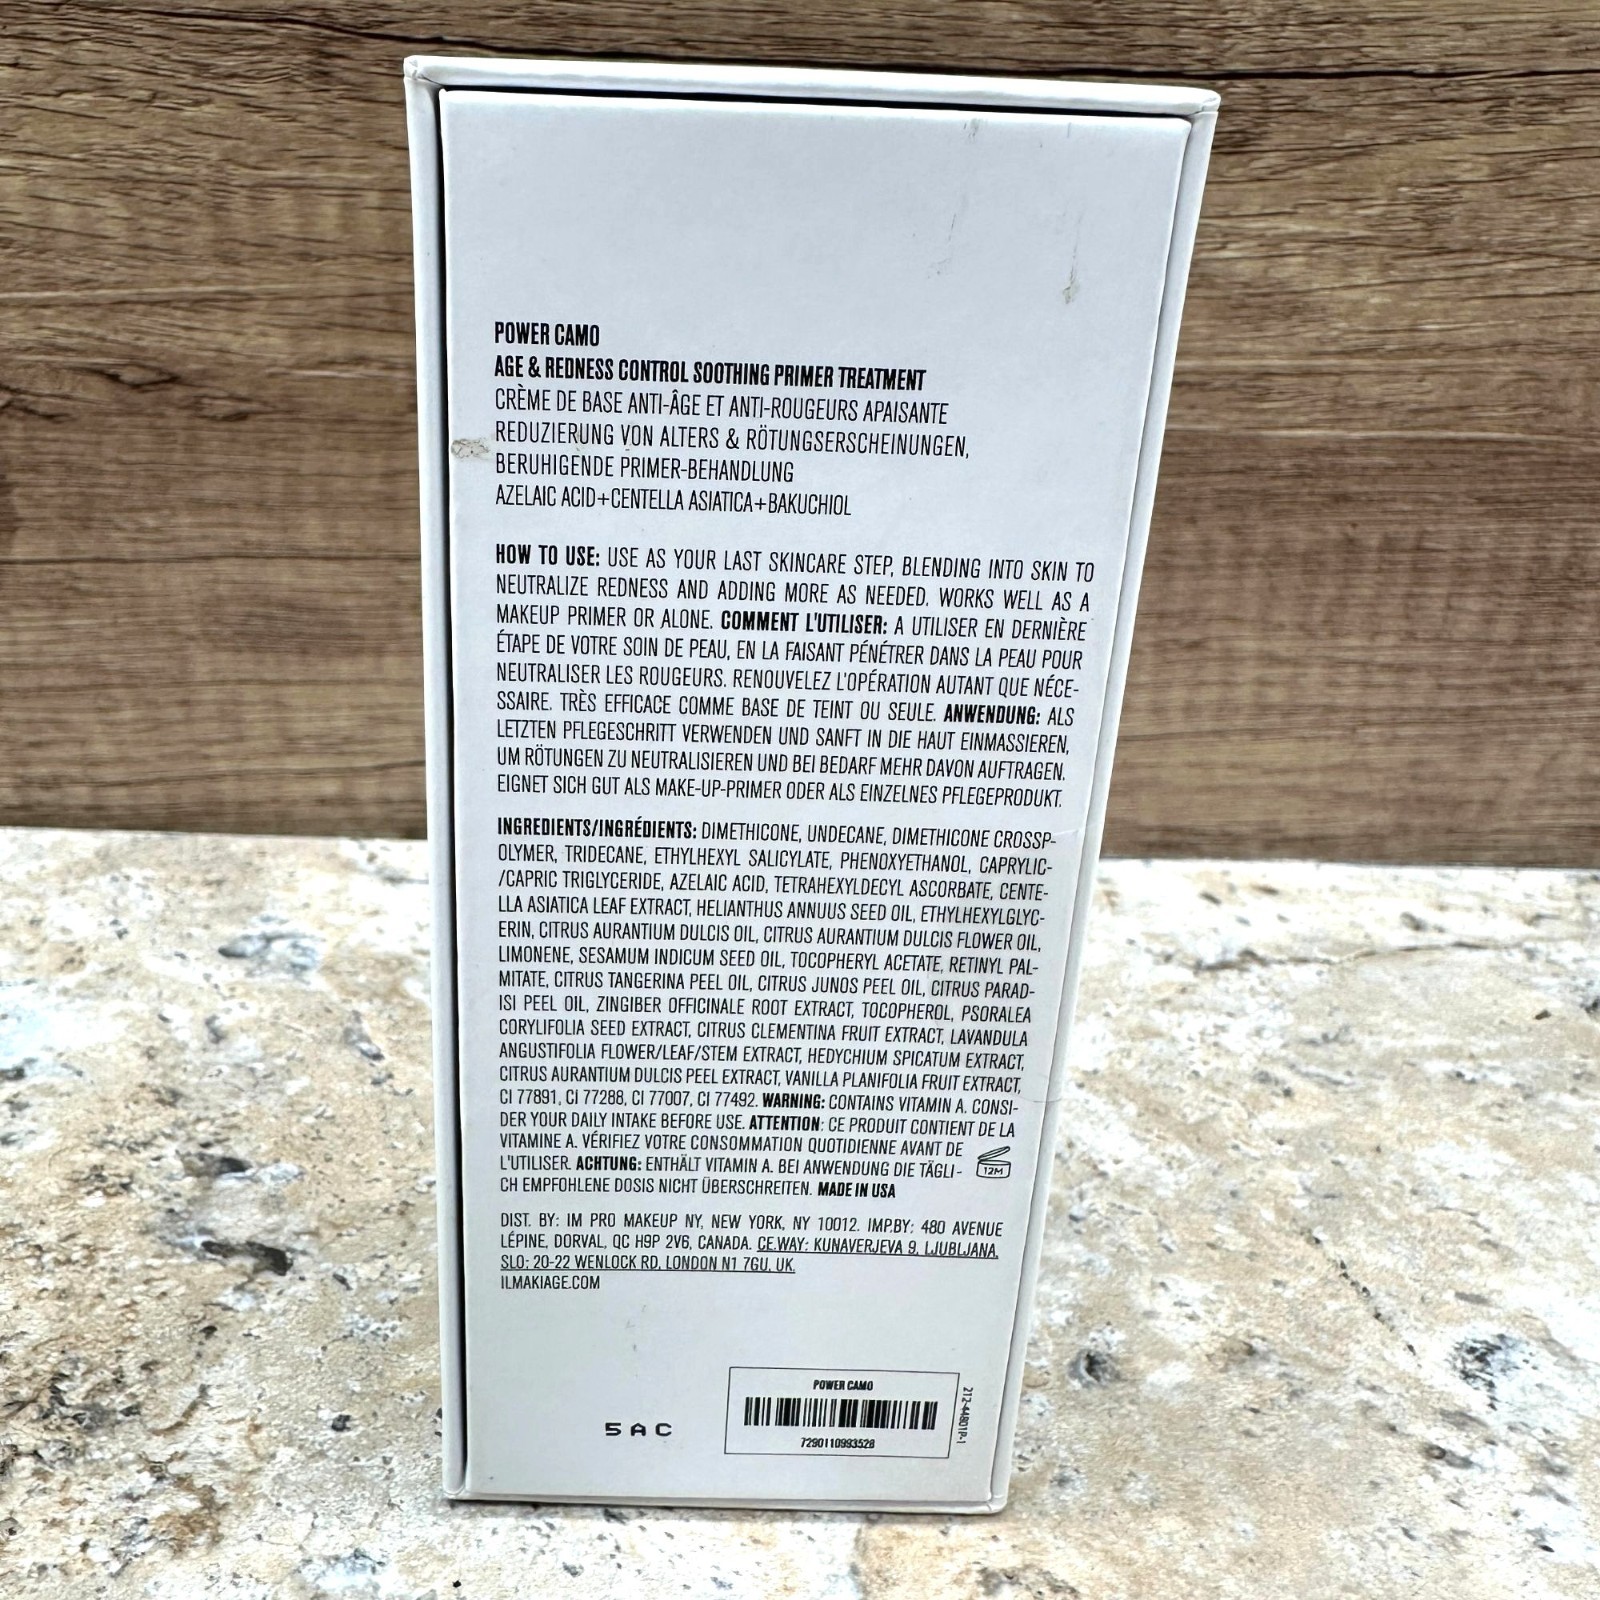 POWER CAMO
AGE & REDNESS CONTROL SOOTHING PRIMER TREATMENT
CRÈME DE BASE ANTI-ÂGE ET ANTI-ROUGEURS APAISANTE
REDUZIERUNG VON ALTERS & RÖTUNGSERSCHEINUNGEN,
BERUHIGENDE PRIMER-BEHANDLUNG
AZELAIC ACID+CENTELLA ASIATICA+BAKUCHIOL
HOW TO USE: USE AS YOUR LAST SKINCARE STEP, BLENDING INTO SKIN TO
NEUTRALIZE REDNESS AND ADDING MORE AS NEEDED. WORKS WELL AS A
MAKEUP PRIMER OR ALONE. COMMENT L'UTILISER: A UTILISER EN DERNIÈRE
ÉTAPE DE VOTRE SOIN DE PEAU, EN LA FAISANT PÉNÉTRER DANS LA PEAU POUR
NEUTRALISER LES ROUGEURS. RENOUVELEZ L'OPÉRATION AUTANT QUE NÉCE-
SSAIRE. TRÈS EFFICACE COMME BASE DE TEINT OU SEULE. ANWENDUNG: ALS
LETZTEN PFLEGESCHRITT VERWENDEN UND SANFT IN DIE HAUT EINMASSIEREN,
UM RÖTUNGEN ZU NEUTRALISIEREN UND BEI BEDARF MEHR DAVON AUFTRAGEN.
EIGNET SICH GUT ALS MAKE-UP-PRIMER ODER ALS EINZELNES PFLEGEPRODUKT.
INGREDIENTS/INGRÉDIENTS: DIMETHICONE, UNDECANE, DIMETHICONE CROSSP-
OLYMER, TRIDECANE, ETHYLHEXYL SALICYLATE, PHENOXYETHANOL, CAPRYLIC-
/CAPRIC TRIGLYCERIDE, AZELAIC ACID, TETRAHEXYLDECYL ASCORBATE, CENTE-
LLA ASIATICA LEAF EXTRACT, HELIANTHUS ANNUUS SEED OIL, ETHYLHEXYLGLYC-
ERIN, CITRUS AURANTIUM DULCIS OIL, CITRUS AURANTIUM DULCIS FLOWER OIL,
LIMONENE, SESAMUM INDICUM SEED OIL, TOCOPHERYL ACETATE, RETINYL PAL-
MITATE, CITRUS TANGERINA PEEL OIL, CITRUS JUNOS PEEL OIL, CITRUS PARAD-
ISI PEEL OIL, ZINGIBER OFFICINALE ROOT EXTRACT, TOCOPHEROL, PSORALEA
CORYLIFOLIA SEED EXTRACT, CITRUS CLEMENTINA FRUIT EXTRACT, LAVANDULA
ANGUSTIFOLIA FLOWER/LEAF/STEM EXTRACT, HEDYCHIUM SPICATUM EXTRACT,
CITRUS AURANTIUM DULCIS PEEL EXTRACT, VANILLA PLANIFOLIA FRUIT EXTRACT,
CI 77891, CI 77288, CI 77007, CI 77492. WARNING: CONTAINS VITAMIN A. CONSI-
DER YOUR DAILY INTAKE BEFORE USE. ATTENTION: CE PRODUIT CONTIENT DE LA
VITAMINE A. VÉRIFIEZ VOTRE CONSOMMATION QUOTIDIENNE AVANT DE
L'UTILISER. ACHTUNG: ENTHÄLT VITAMIN A. BEI ANWENDUNG DIE TÄGLI-
CH EMPFOHLENE DOSIS NICHT ÜBERSCHREITEN. MADE IN USA
12M
DIST. BY: IM PRO MAKEUP NY, NEW YORK, NY 10012. IMP.BY: 480 AVENUE
LÉPINE, DORVAL, QC H9P 2V6, CANADA. CE.WAY: KUNAVERJEVA 9, LJUBLJANA,
SLO; 20-22 WENLOCK RD, LONDON N1 7GU, UK.
ILMAKIAGE.COM
POWER CAMO
7290110993528
212-44801P-1
5AC